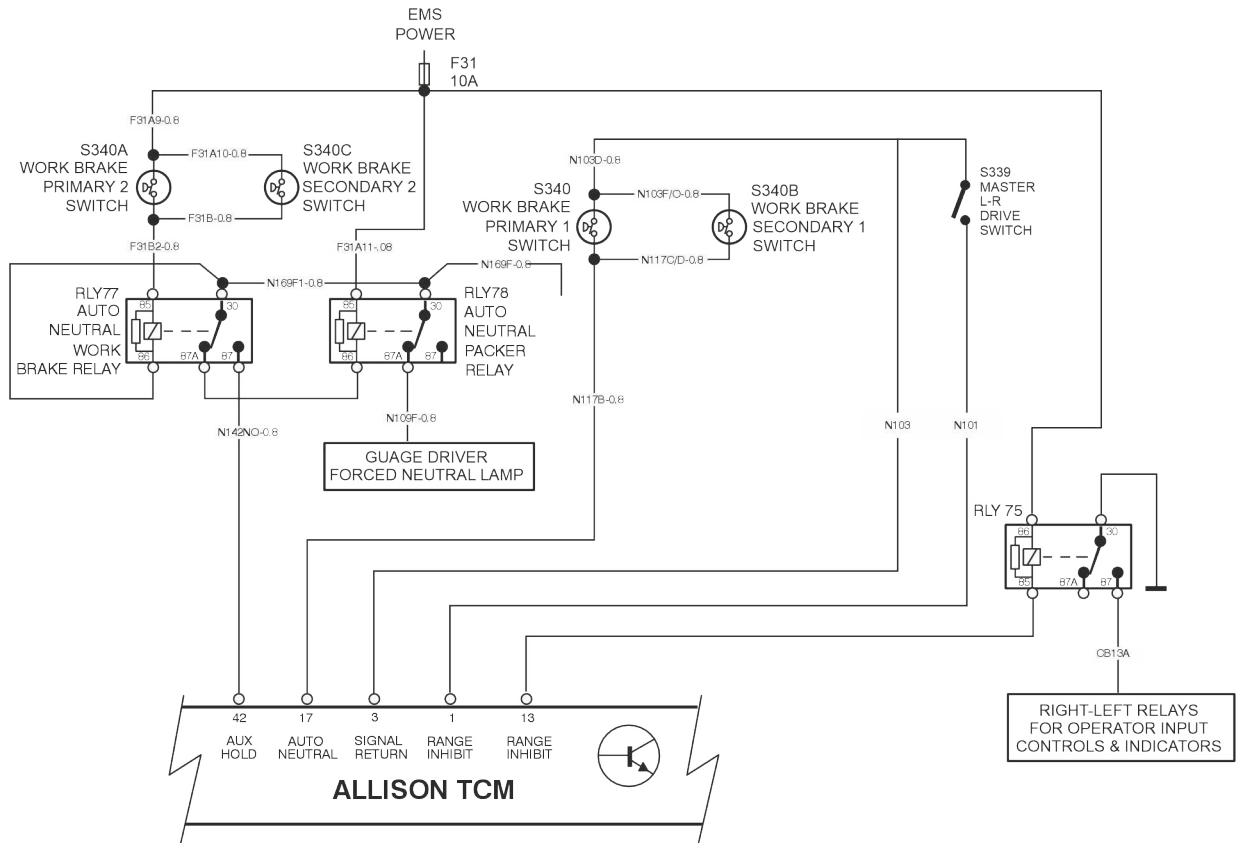 EMS
POWER
F31
10A
F31A9-0.8
S340A
WORK BRAKE
PRIMARY 2
SWITCH
F31A10-0.8
F31B-0.8
S340C
WORK BRAKE
SECONDARY 2
SWITCH
F31B2-0.8
F31A11-.08
N103D-0.8
S340
WORK BRAKE
PRIMARY 1
SWITCH
N103F/O-0.8
N117C/D-0.8
S340B
WORK BRAKE
SECONDARY 1
SWITCH
S339
MASTER
L-R
DRIVE
SWITCH
N169F1-0.8
N169F-0.8
RLY77
AUTO
NEUTRAL
WORK
BRAKE RELAY
85
30
86
87A
87
RLY78
AUTO
NEUTRAL
PACKER
RELAY
85
30
86
87A
87
N142NO-0.8
N109F-0.8
N117B-0.8
N103
N101
GUAGE DRIVER
FORCED NEUTRAL LAMP
RLY 75
86
30
85
87A
87
CB13A
RIGHT-LEFT RELAYS
FOR OPERATOR INPUT
CONTROLS & INDICATORS
42
17
3
1
13
AUX
HOLD
AUTO
NEUTRAL
SIGNAL
RETURN
RANGE
INHIBIT
RANGE
INHIBIT
ALLISON TCM